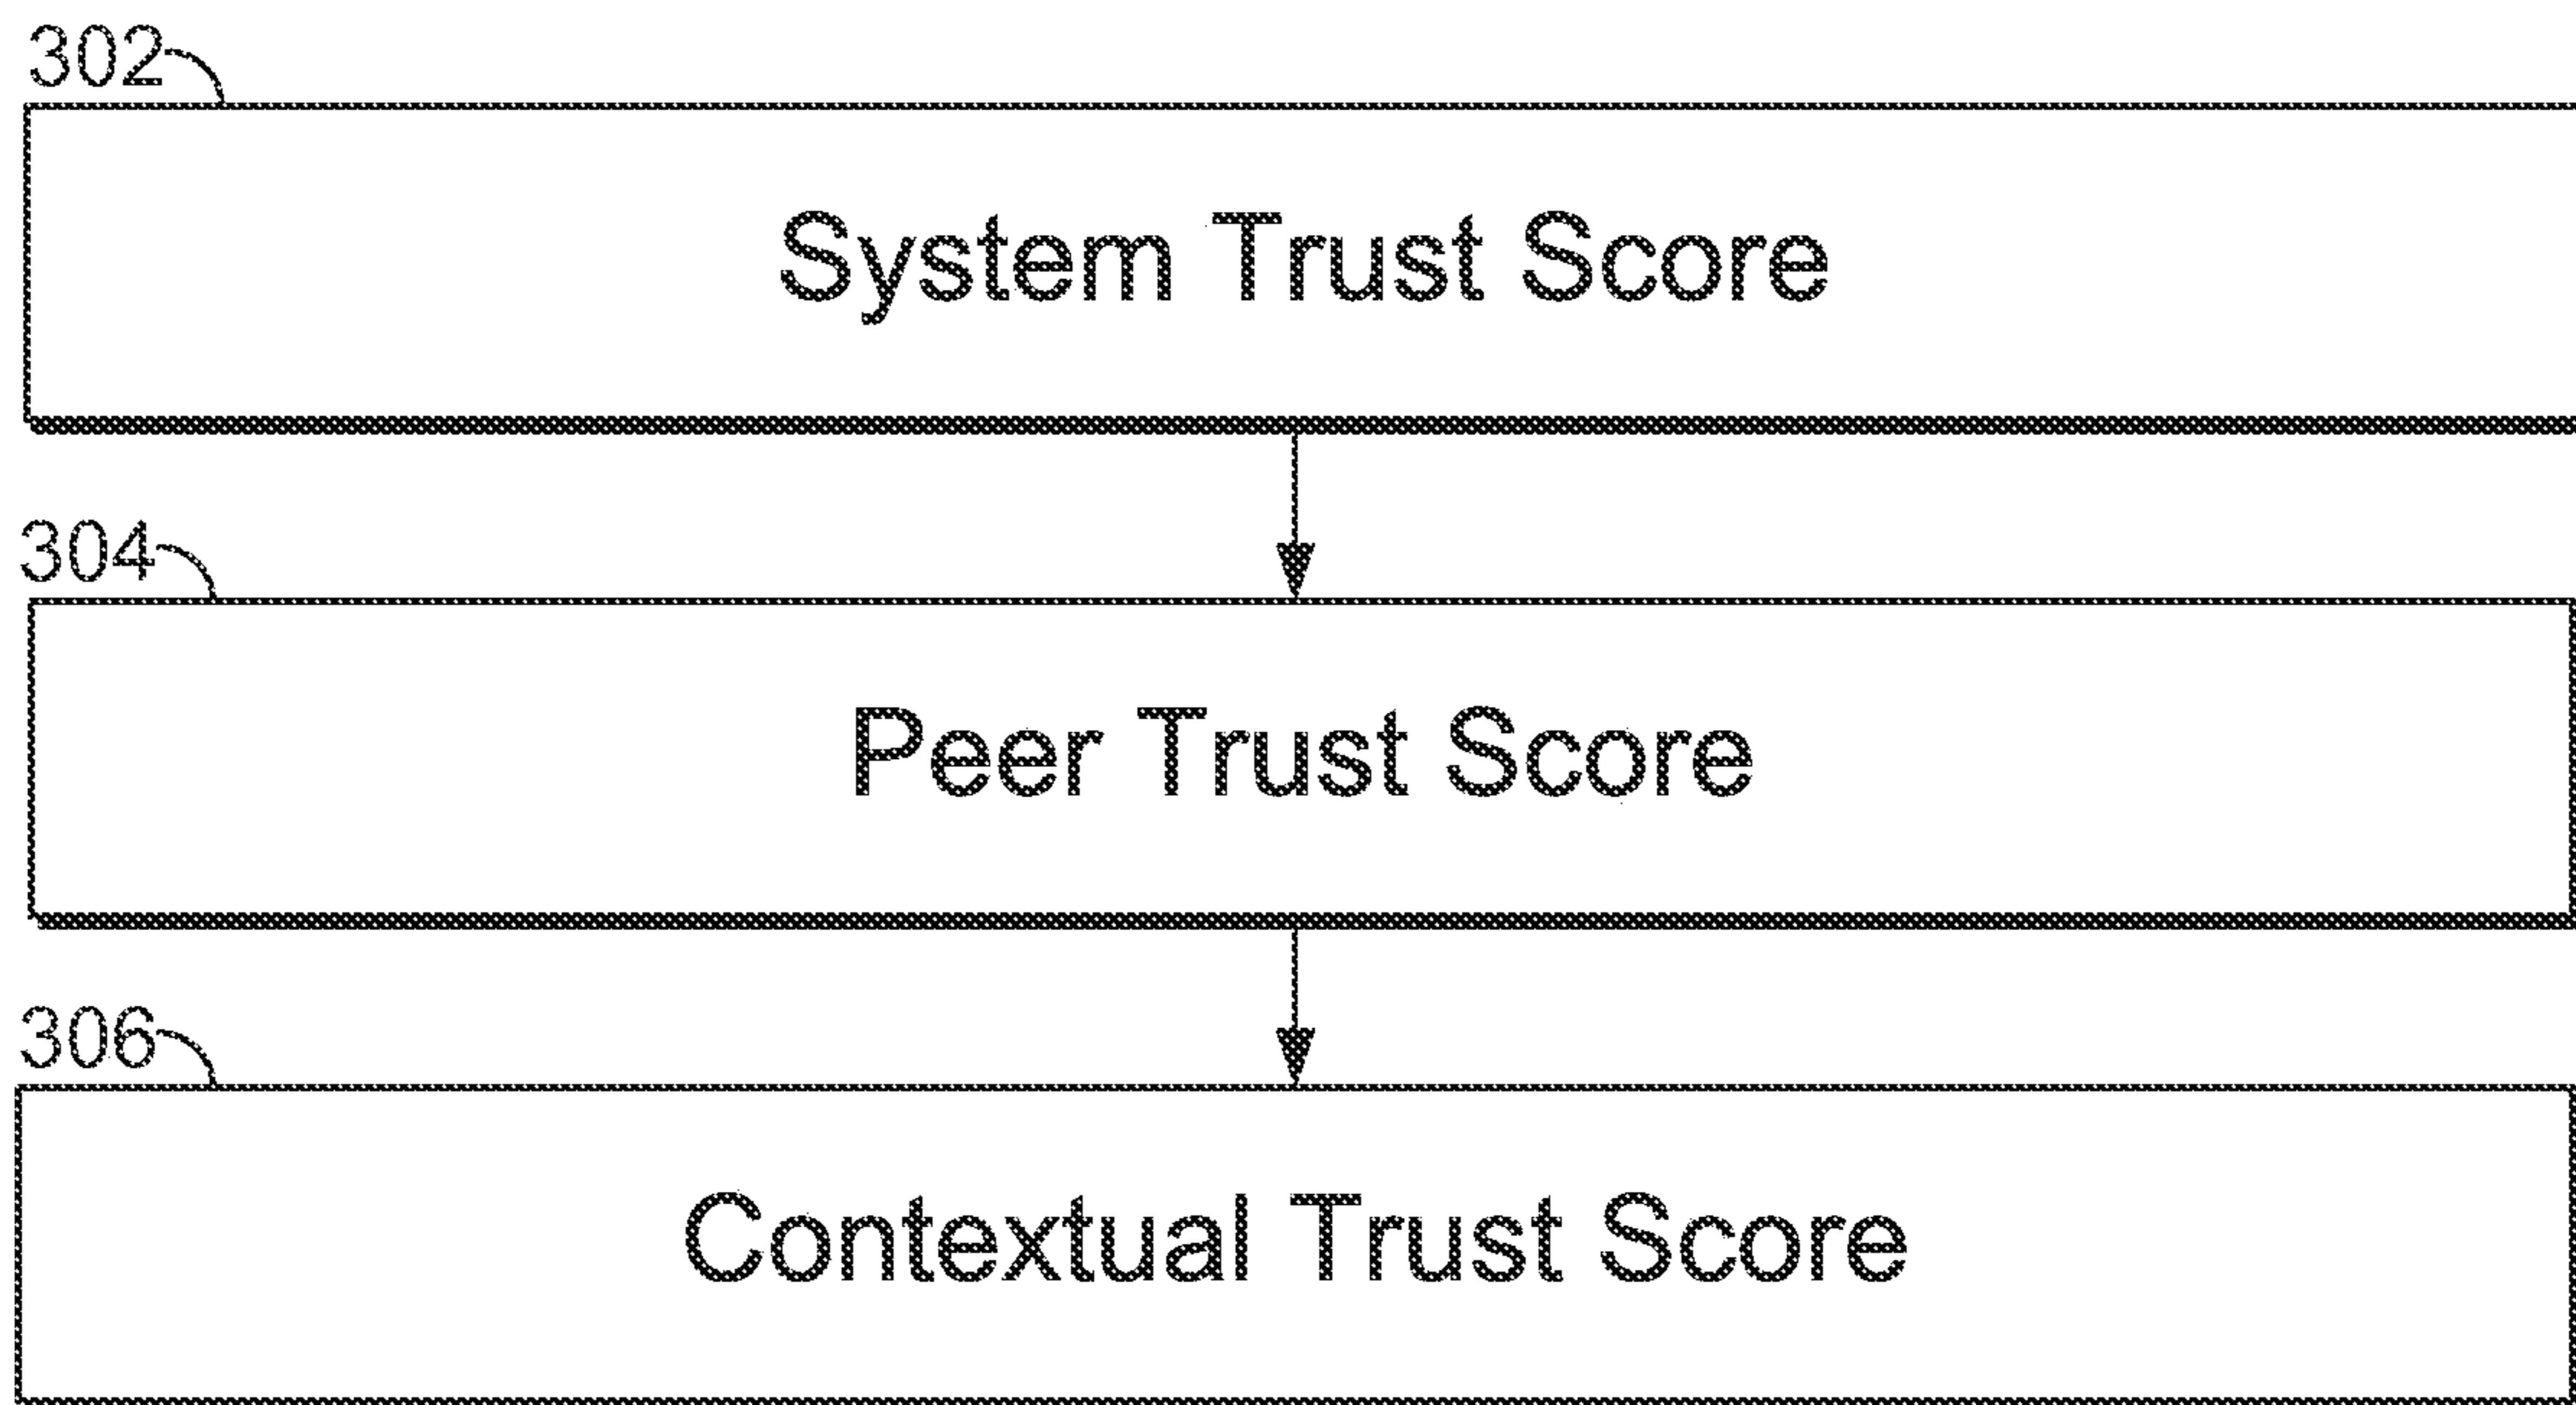 302
System Trust Score
304
Peer Trust Score
306
Contextual Trust Score